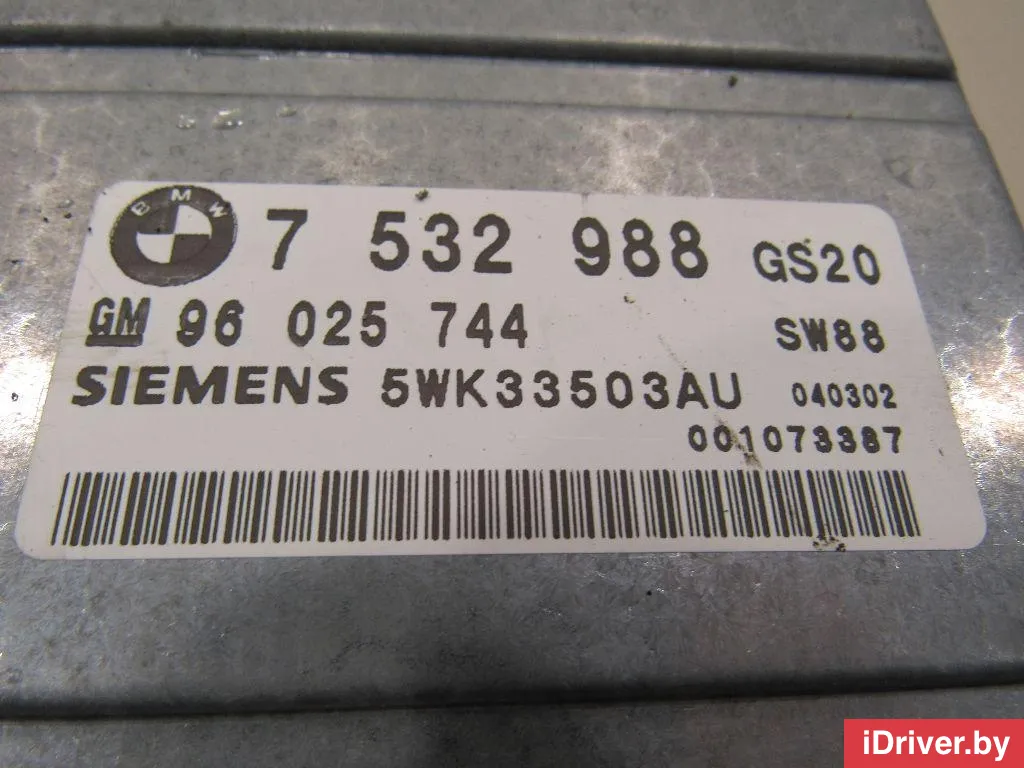 BMW 7 532 988 GS20
GM 96 025 744 SW88
SIEMENS 5WK33503AU 040302
001073387
iDriver.by